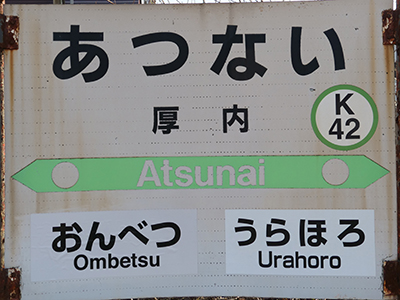 あつない
厚内
K
42
Atsunai
おんべつ
Ombetsu
うらほろ
Urahoro